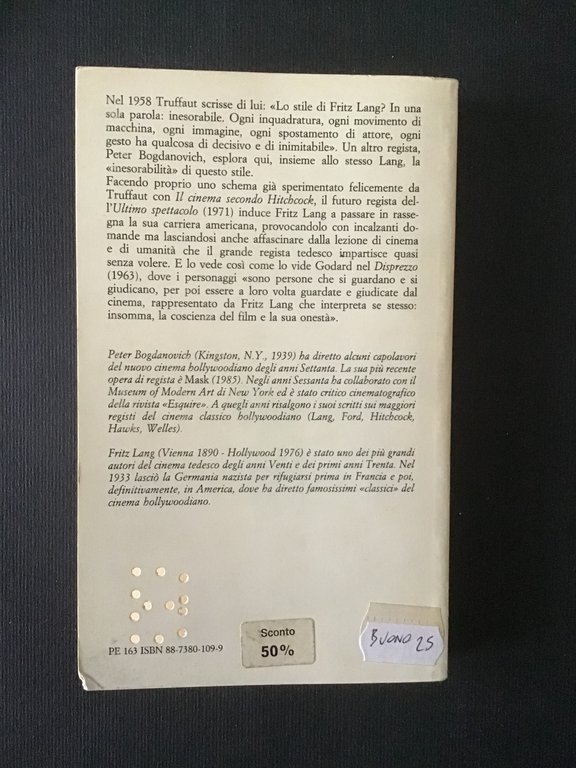 Nel 1958 Truffaut scrisse di lui: «Lo stile di Fritz Lang? In una
sola parola: inesorabile. Ogni inquadratura, ogni movimento di
macchina, ogni immagine, ogni spostamento di attore, ogni
gesto ha qualcosa di decisivo e di inimitabile». Un altro regista,
Peter Bogdanovich, esplora qui, insieme allo stesso Lang, la
«inesorabilità» di questo stile.
Facendo proprio uno schema già sperimentato felicemente da
Truffaut con Il cinema secondo Hitchcock, il futuro regista del-
l'Ultimo spettacolo (1971) induce Fritz Lang a passare in rasse-
gna la sua carriera americana, provocandolo con incalzanti do-
mande ma lasciandosi anche affascinare dalla lezione di cinema
e di umanità che il grande regista tedesco impartisce quasi
senza volere. E lo vede così come lo vide Godard nel Disprezzo
(1963), dove i personaggi «sono persone che si guardano e si
giudicano, per poi essere a loro volta guardate e giudicate dal
cinema, rappresentato da Fritz Lang che interpreta se stesso:
insomma, la coscienza del film e la sua onestà».
Peter Bogdanovich (Kingston, N.Y., 1939) ha diretto alcuni capolavori
del nuovo cinema hollywoodiano degli anni Settanta. La sua più recente
opera di regista è Mask (1985). Negli anni Sessanta ha collaborato con il
Museum of Modern Art di New York ed è stato critico cinematografico
della rivista «Esquire». A quegli anni risalgono i suoi scritti sui maggiori
registi del cinema classico hollywoodiano (Lang, Ford, Hitchcock,
Hawks, Welles).
Fritz Lang (Vienna 1890 - Hollywood 1976) è stato uno dei più grandi
autori del cinema tedesco degli anni Venti e dei primi anni Trenta. Nel
1933 lasciò la Germania nazista per rifugiarsi prima in Francia e poi,
definitivamente, in America, dove ha diretto famosissimi «classici» del
cinema hollywoodiano.
PE 163 ISBN 88-7380-109-9
Sconto
50%
BUONO 25